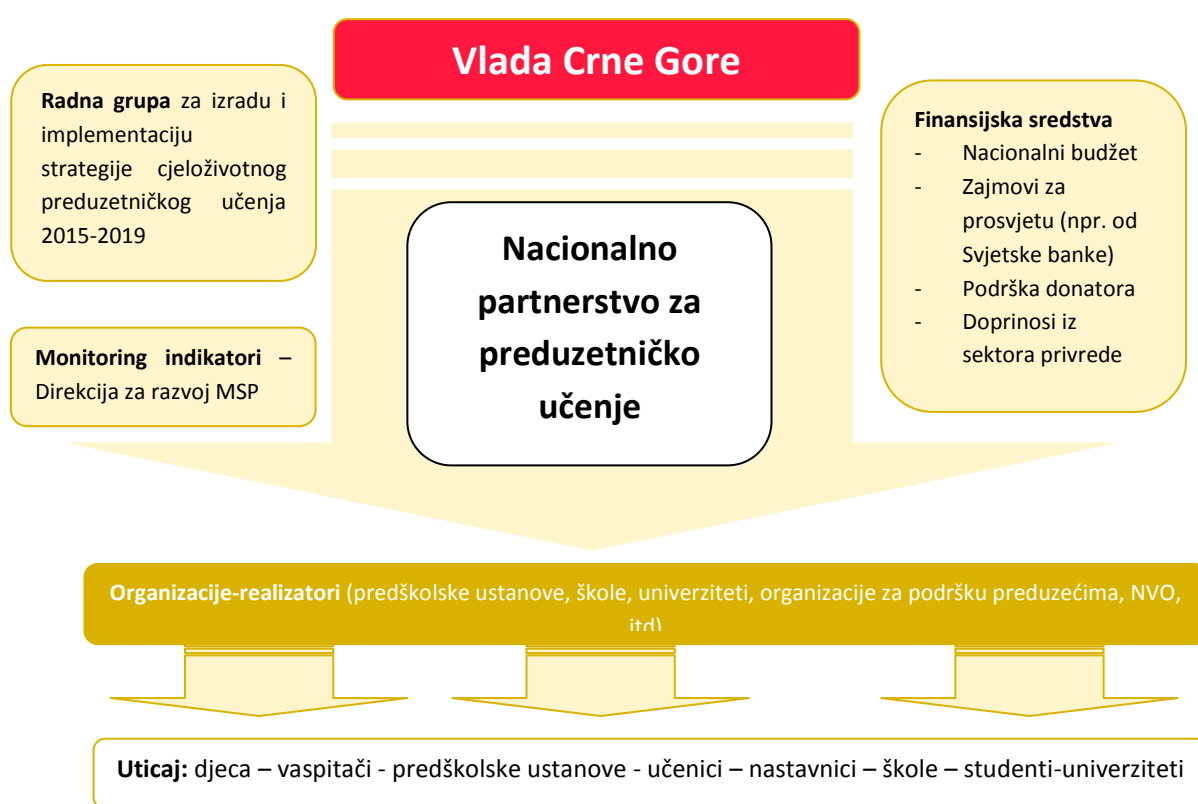 Vlada Crne Gore
Radna grupa za izradu i
implementaciju
strategije cjeloživotnog
preduzetničkog učenja
2015-2019
Monitoring indikatori –
Direkcija za razvoj MSP
Nacionalno
partnerstvo za
preduzetničko
učenje
Finansijska sredstva
- Nacionalni budžet
- Zajmovi za
prosvjetu (npr. od
Svjetske banke)
- Podrška donatora
- Doprinosi iz
sektora privrede
Organizacije-realizatori (predškolske ustanove, škole, univerziteti, organizacije za podršku preduzećima, NVO,
itd)
Uticaj: djeca – vaspitači - predškolske ustanove - učenici – nastavnici – škole – studenti-univerziteti